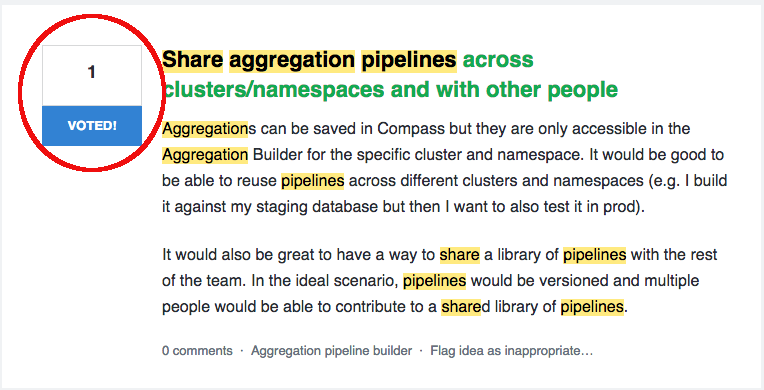 1
VOTED!
Share aggregation pipelines across
clusters/namespaces and with other people
Aggregations can be saved in Compass but they are only accessible in the
Aggregation Builder for the specific cluster and namespace. It would be good to
be able to reuse pipelines across different clusters and namespaces (e.g. I build
it against my staging database but then I want to also test it in prod).
It would also be great to have a way to share a library of pipelines with the rest
of the team. In the ideal scenario, pipelines would be versioned and multiple
people would be able to contribute to a shared library of pipelines.
0 comments · Aggregation pipeline builder · Flag idea as inappropriate…